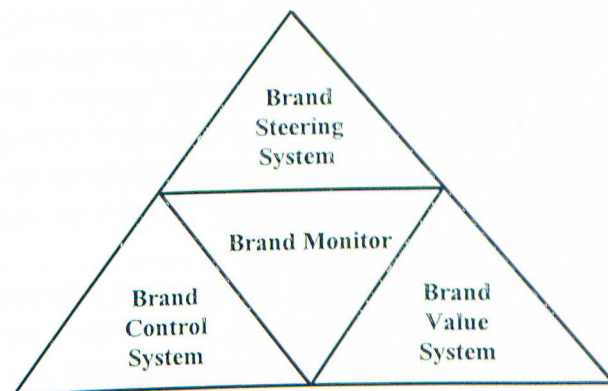 Brand
Steering
System
Brand Monitor
Brand
Control
System
Brand
Value
System